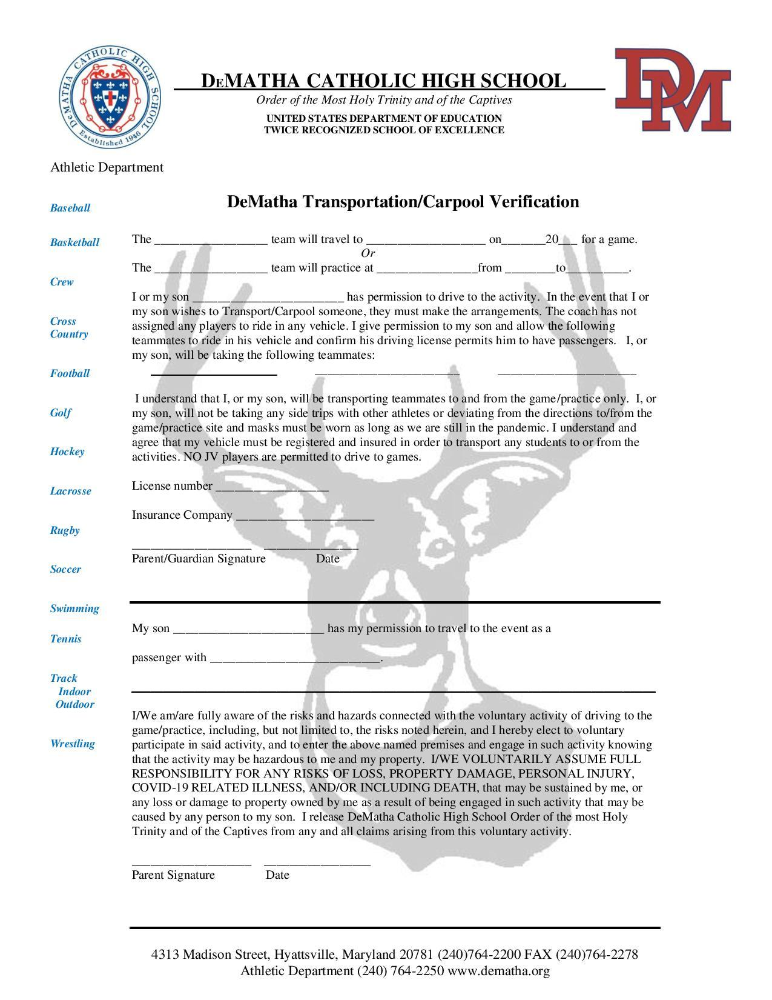 DeMATHA CATHOLIC HIGH SCHOOL
Order of the Most Holy Trinity and of the Captives
UNITED STATES DEPARTMENT OF EDUCATION
TWICE RECOGNIZED SCHOOL OF EXCELLENCE
DeMATHA CATHOLIC HIGH SCHOOL
Established 1946
DM
Athletic Department
Baseball
Basketball
Crew
Cross
Country
Football
Golf
Hockey
Lacrosse
Rugby
Soccer
Swimming
Tennis
Track
Indoor
Outdoor
Wrestling
DeMatha Transportation/Carpool Verification
The __________________ team will travel to ___________________ on_______20___ for a game.
Or
The __________________ team will practice at ________________from ________to__________.
I or my son ________________________ has permission to drive to the activity. In the event that I or
my son wishes to Transport/Carpool someone, they must make the arrangements. The coach has not
assigned any players to ride in any vehicle. I give permission to my son and allow the following
teammates to ride in his vehicle and confirm his driving license permits him to have passengers. I, or
my son, will be taking the following teammates:
____________________ _______________________ ______________________
I understand that I, or my son, will be transporting teammates to and from the game/practice only. I, or
my son, will not be taking any side trips with other athletes or deviating from the directions to/from the
game/practice site and masks must be worn as long as we are still in the pandemic. I understand and
agree that my vehicle must be registered and insured in order to transport any students to or from the
activities. NO JV players are permitted to drive to games.
License number __________________
Insurance Company ______________________
___________________ _______________
Parent/Guardian Signature Date
My son ________________________ has my permission to travel to the event as a
passenger with ___________________________.
I/We am/are fully aware of the risks and hazards connected with the voluntary activity of driving to the
game/practice, including, but not limited to, the risks noted herein, and I hereby elect to voluntary
participate in said activity, and to enter the above named premises and engage in such activity knowing
that the activity may be hazardous to me and my property. I/WE VOLUNTARILY ASSUME FULL
RESPONSIBILITY FOR ANY RISKS OF LOSS, PROPERTY DAMAGE, PERSONAL INJURY,
COVID-19 RELATED ILLNESS, AND/OR INCLUDING DEATH, that may be sustained by me, or
any loss or damage to property owned by me as a result of being engaged in such activity that may be
caused by any person to my son. I release DeMatha Catholic High School Order of the most Holy
Trinity and of the Captives from any and all claims arising from this voluntary activity.
___________________ _________________
Parent Signature Date
4313 Madison Street, Hyattsville, Maryland 20781 (240)764-2200 FAX (240)764-2278
Athletic Department (240) 764-2250 www.dematha.org